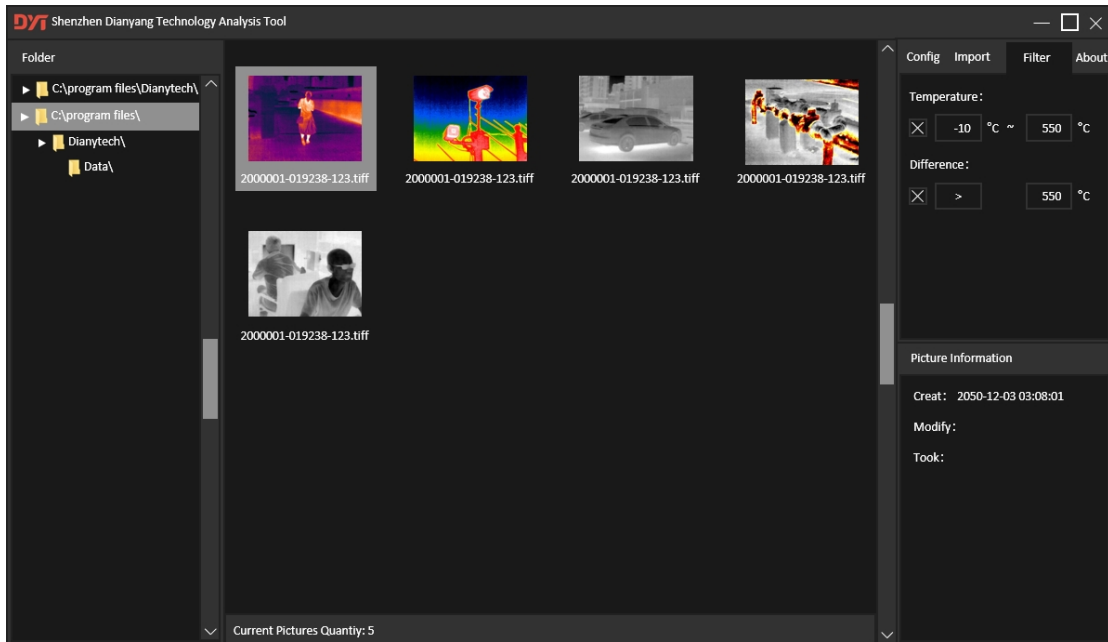 DYT Shenzhen Dianyang Technology Analysis Tool
Folder
C:\program files\Dianytech\
C:\program files\
Dianytech\
Data\
2000001-019238-123.tiff
2000001-019238-123.tiff
2000001-019238-123.tiff
2000001-019238-123.tiff
2000001-019238-123.tiff
Current Pictures Quantiy: 5
Config Import Filter About
Temperature:
-10 °C ~ 550 °C
Difference:
> 550 °C
Picture Information
Creat: 2050-12-03 03:08:01
Modify:
Took: